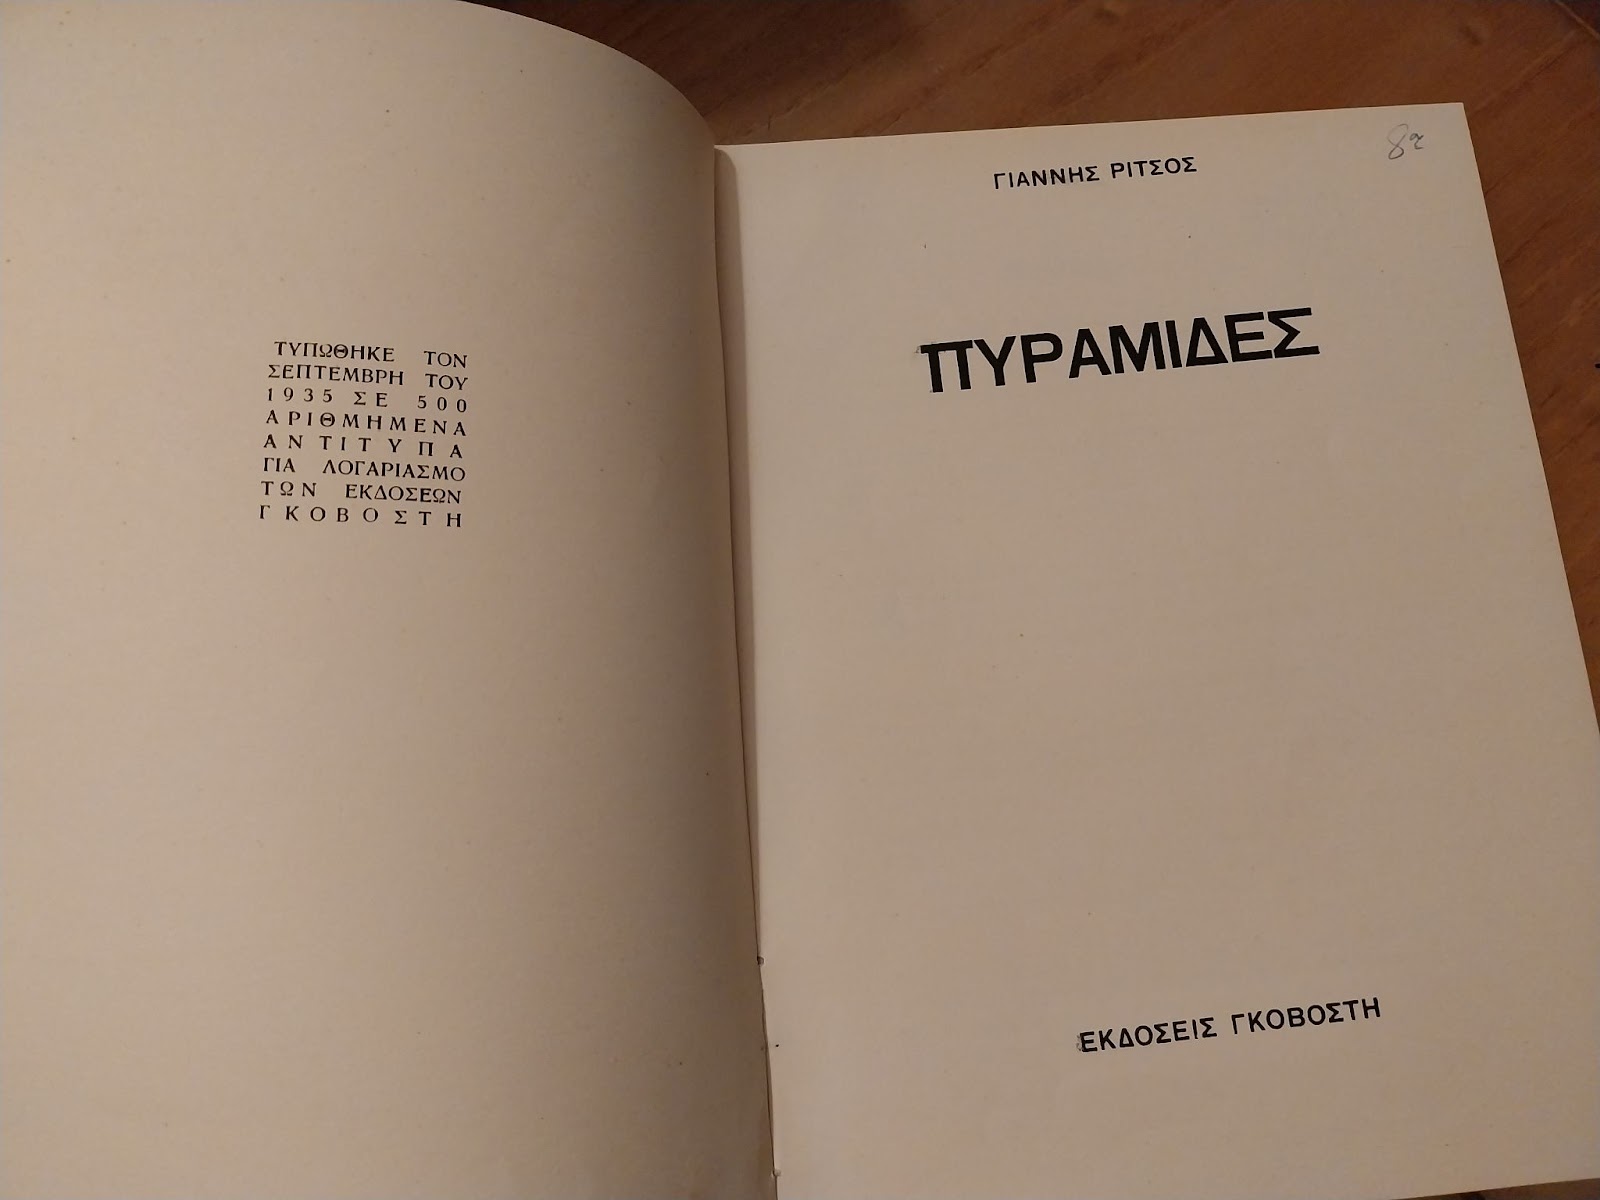 ΤΥΠΩΘΗΚΕ ΤΟΝ
ΣΕΠΤΕΜΒΡΗ ΤΟΥ
1935 ΣΕ 500
ΑΡΙΘΜΗΜΕΝΑ
ΑΝΤΙΤΥΠΑ
ΓΙΑ ΛΟΓΑΡΙΑΣΜΟ
ΤΩΝ ΕΚΔΟΣΕΩΝ
ΓΚΟΒΟΣΤΗ
ΓΙΑΝΝΗΣ ΡΙΤΣΟΣ
ΠΥΡΑΜΙΔΕΣ
ΕΚΔΟΣΕΙΣ ΓΚΟΒΟΣΤΗ